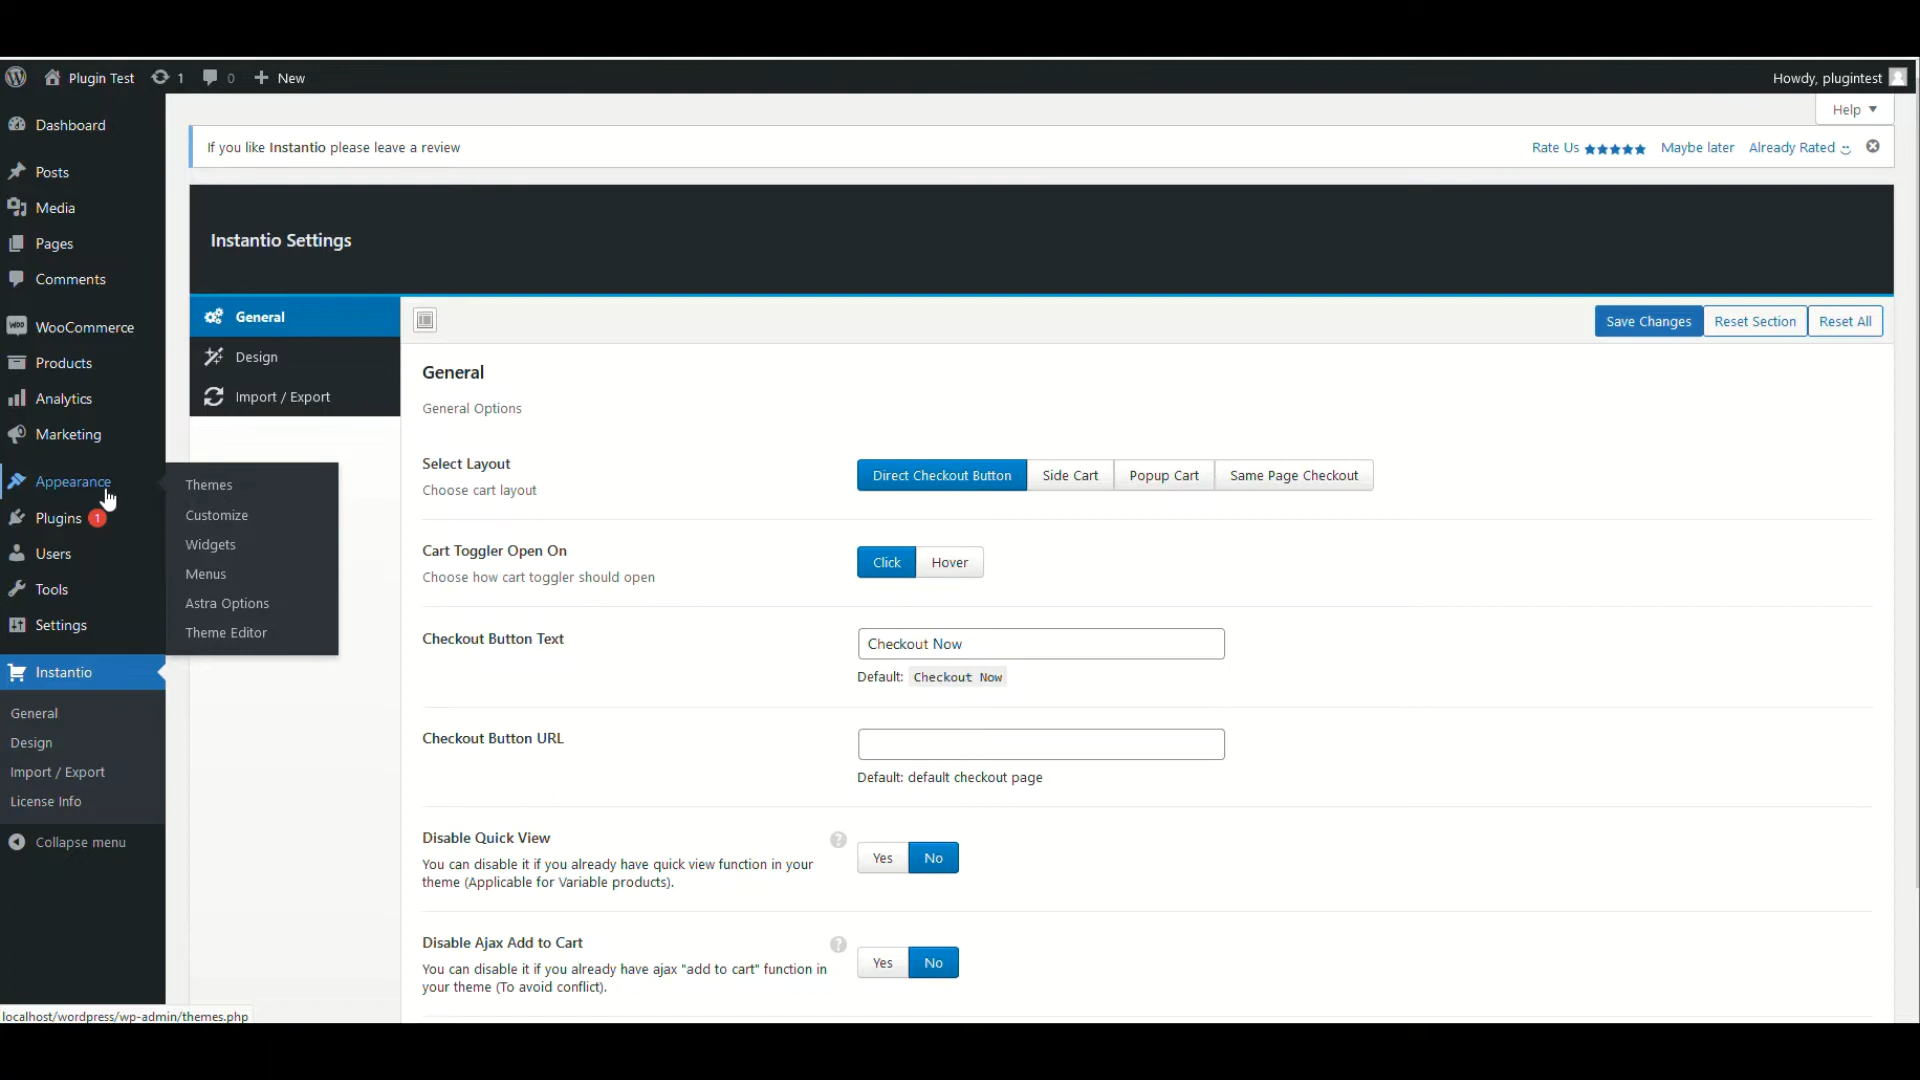 Plugin Test
1
0
New
Howdy, plugintest
Help
Dashboard
Posts
Media
Pages
Comments
WooCommerce
Products
Analytics
Marketing
Appearance
Plugins 1
Users
Tools
Settings
Instantio
General
Design
Import / Export
License Info
Collapse menu
Themes
Customize
Widgets
Menus
Astra Options
Theme Editor
If you like Instantio please leave a review
Rate Us
Maybe later
Already Rated
Instantio Settings
General
Design
Import / Export
Save Changes
Reset Section
Reset All
General
General Options
Select Layout
Choose cart layout
Direct Checkout Button
Side Cart
Popup Cart
Same Page Checkout
Cart Toggler Open On
Choose how cart toggler should open
Click
Hover
Checkout Button Text
Checkout Now
Default: Checkout Now
Checkout Button URL
Default: default checkout page
Disable Quick View
You can disable it if you already have quick view function in your
theme (Applicable for Variable products).
?
Yes
No
Disable Ajax Add to Cart
You can disable it if you already have ajax "add to cart" function in
your theme (To avoid conflict).
?
Yes
No
localhost/wordpress/wp-admin/themes.php